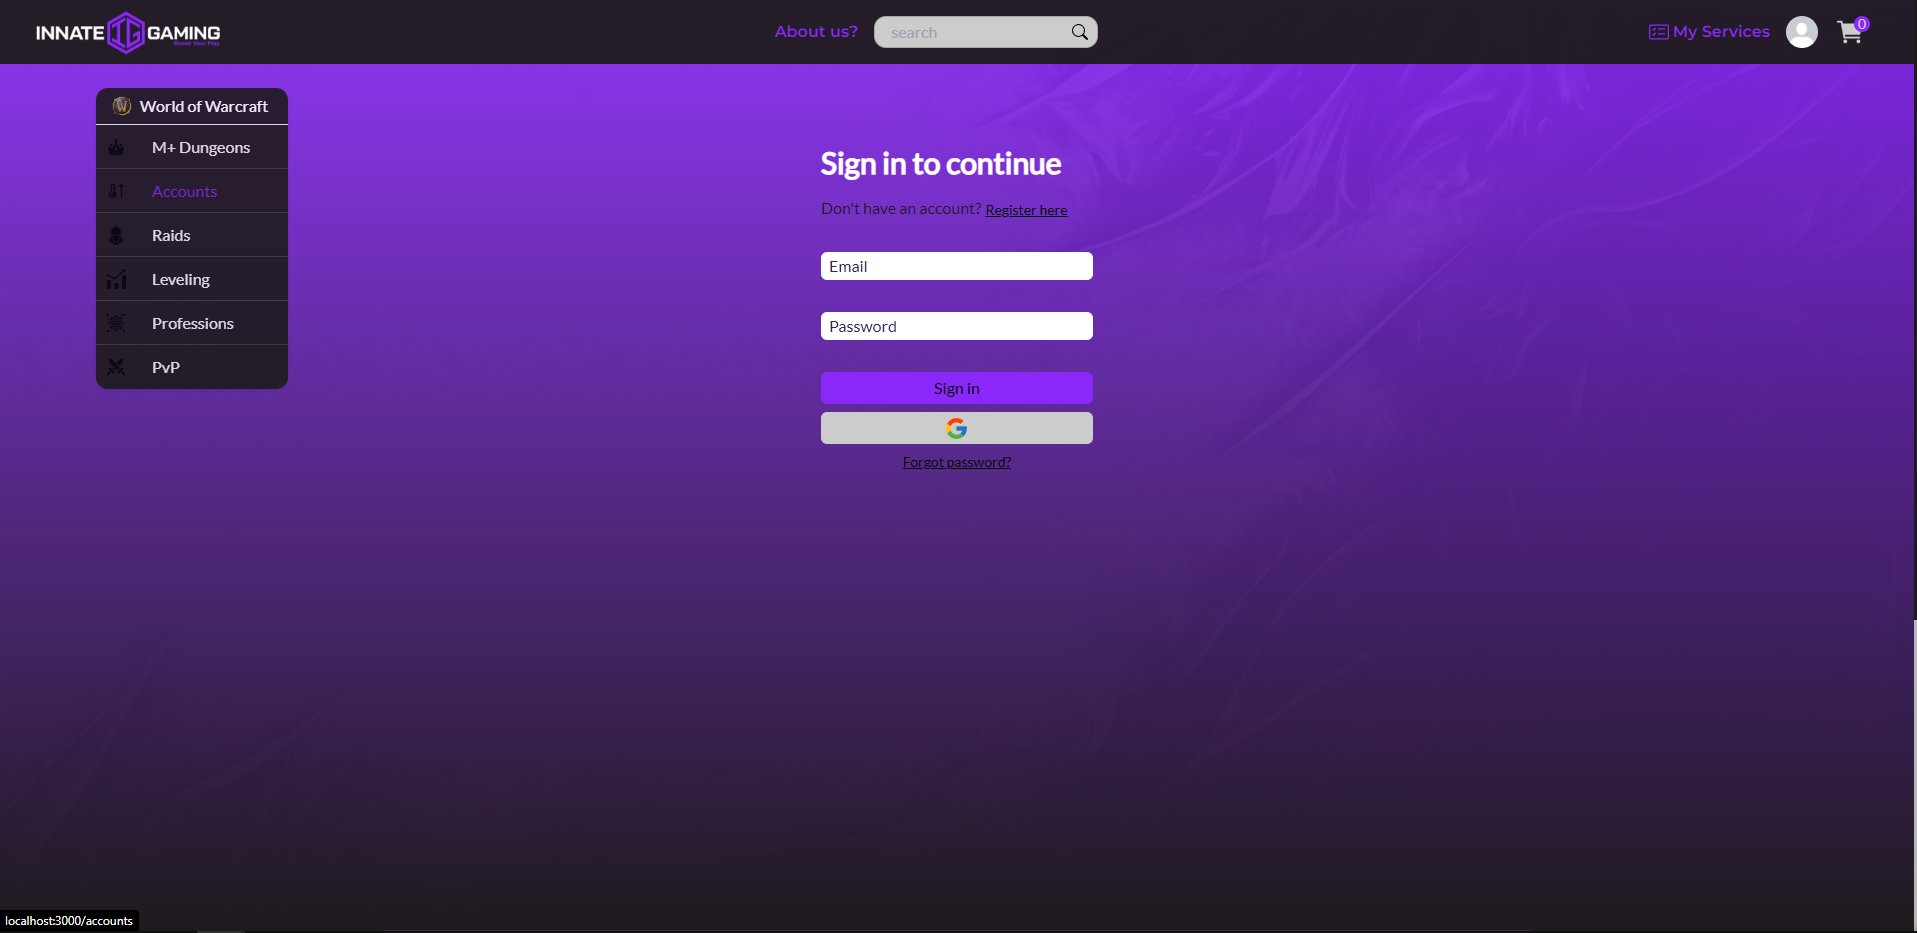 INNATE IG GAMING
Boost Your Play
About us?
search
My Services
0
World of Warcraft
M+ Dungeons
Accounts
Raids
Leveling
Professions
PvP
Sign in to continue
Don't have an account? Register here
Email
Password
Sign in
Forgot password?
localhost:3000/accounts